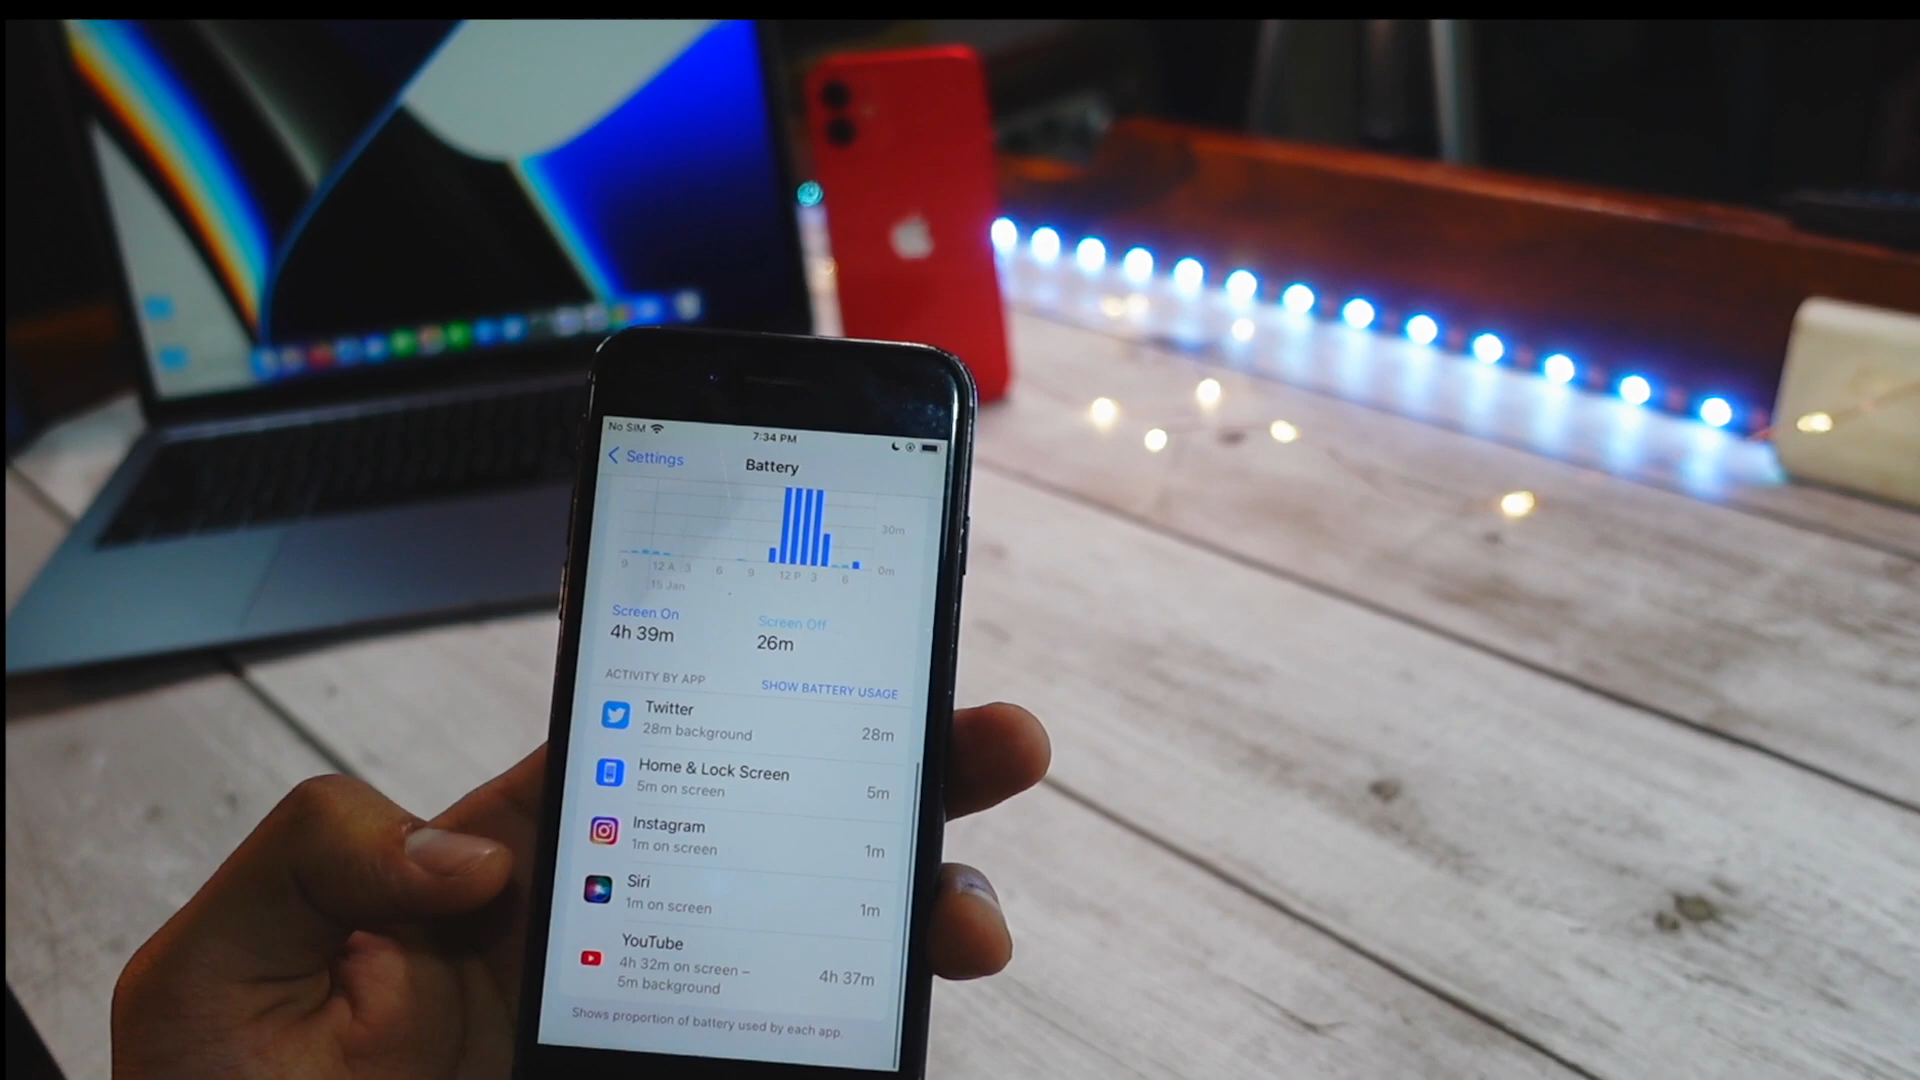 No SIM
7:34 PM
Settings
Battery
30m
0m
9 12 A 3 6 9 12 P 3 6
15 Jan
Screen On
4h 39m
Screen Off
26m
ACTIVITY BY APP
SHOW BATTERY USAGE
Twitter
28m background
28m
Home & Lock Screen
5m on screen
5m
Instagram
1m on screen
1m
Siri
1m on screen
1m
YouTube
4h 32m on screen –
5m background
4h 37m
Shows proportion of battery used by each app.